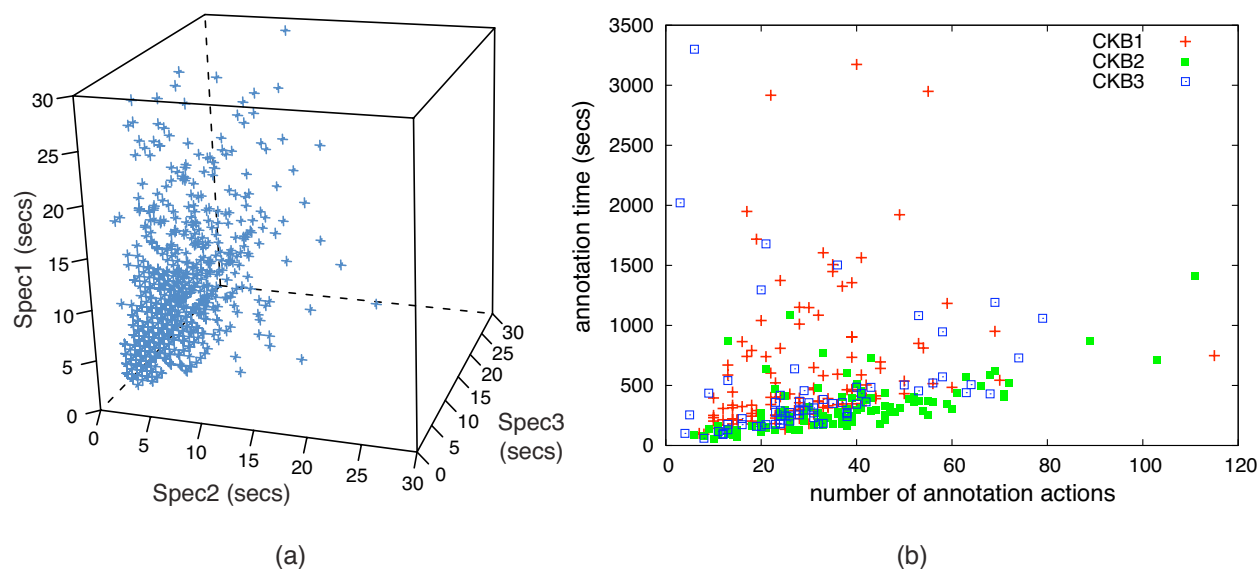 30
25
20
15
10
5
0
Spec1 (secs)
0
5
10
15
20
25
30
Spec2 (secs)
0
5
10
15
20
25
30
Spec3
(secs)
(a)
3500
3000
2500
2000
1500
1000
500
0
annotation time (secs)
CKB1
CKB2
CKB3
0 20 40 60 80 100 120
number of annotation actions
(b)